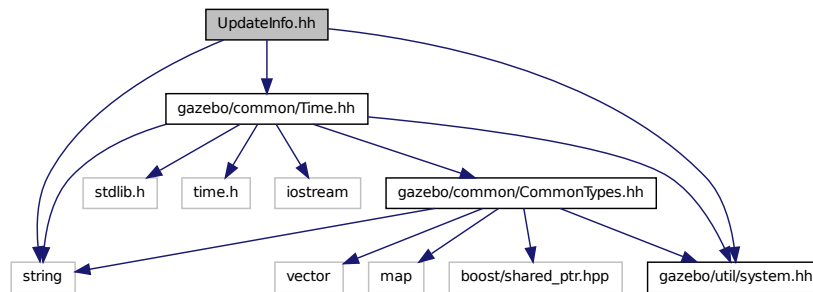 UpdateInfo.hh
gazebo/common/Time.hh
stdlib.h
time.h
iostream
gazebo/common/CommonTypes.hh
string
vector
map
boost/shared_ptr.hpp
gazebo/util/system.hh